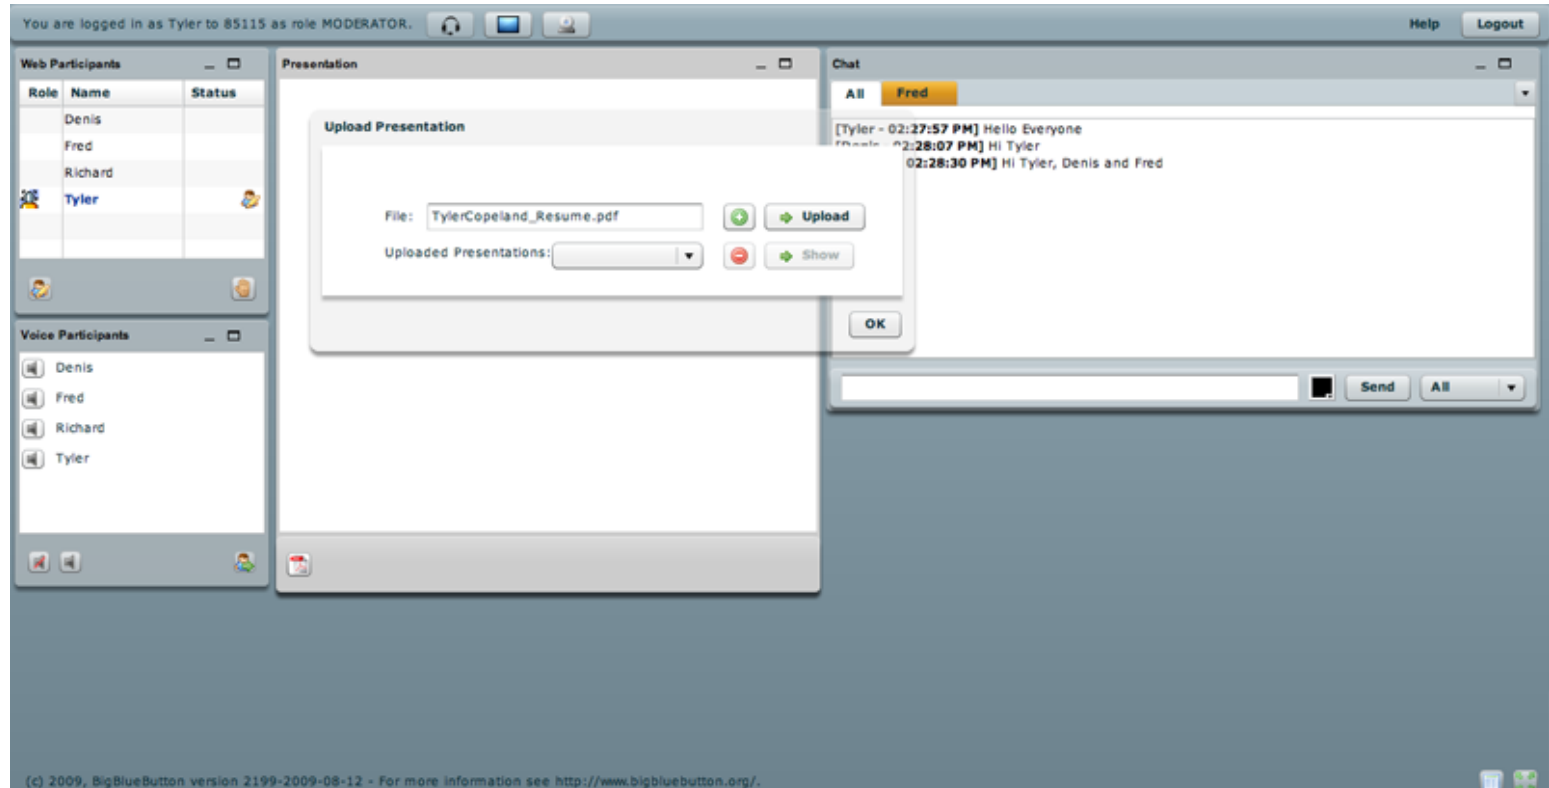 You are logged in as Tyler to 85115 as role MODERATOR.
Help
Logout
Web Participants
Role Name Status
Denis
Fred
Richard
Tyler
Voice Participants
Denis
Fred
Richard
Tyler
Presentation
Upload Presentation
File: TylerCopeland_Resume.pdf
Upload
Uploaded Presentations:
Show
OK
Chat
All Fred
[Tyler - 02:27:57 PM] Hello Everyone
[Denis - 02:28:07 PM] Hi Tyler
02:28:30 PM] Hi Tyler, Denis and Fred
Send
All
(c) 2009, BigBlueButton version 2199-2009-08-12 - For more information see http://www.bigbluebutton.org/.